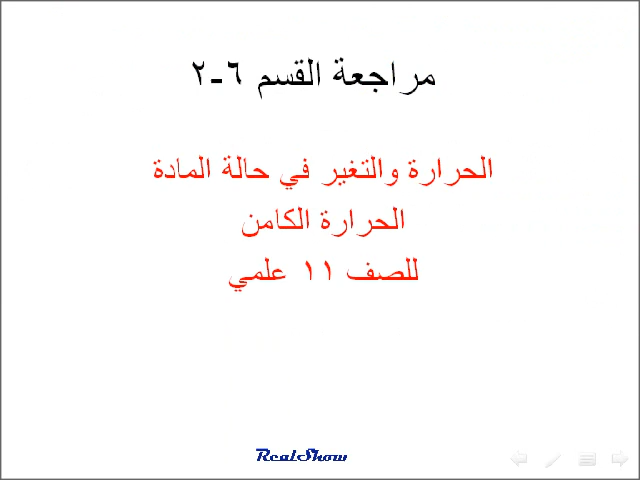 مراجعة القسم ٦-٢
الحرارة والتغير في حالة المادة
الحرارة الكامن
للصف ١١ علمي
RealShow